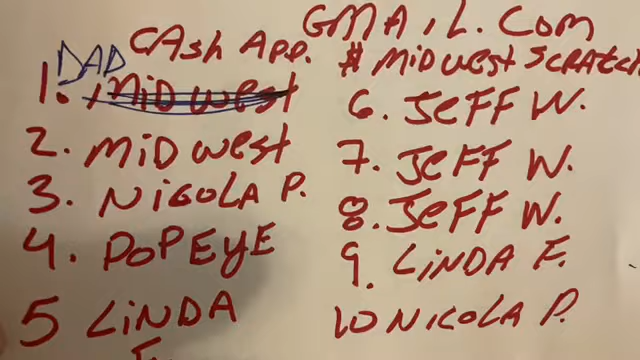 GMAIL.COM
CAsh App. # MiDWesT SCRATCH
DAD
1. MiDwest
2. MiDwest
3. NiGOLA P.
4. POPEYE
5 LiNDA F.
6. JeFF W.
7. JeFF W.
8. JeFF W.
9. LiNDA F.
10 NicOLA P.